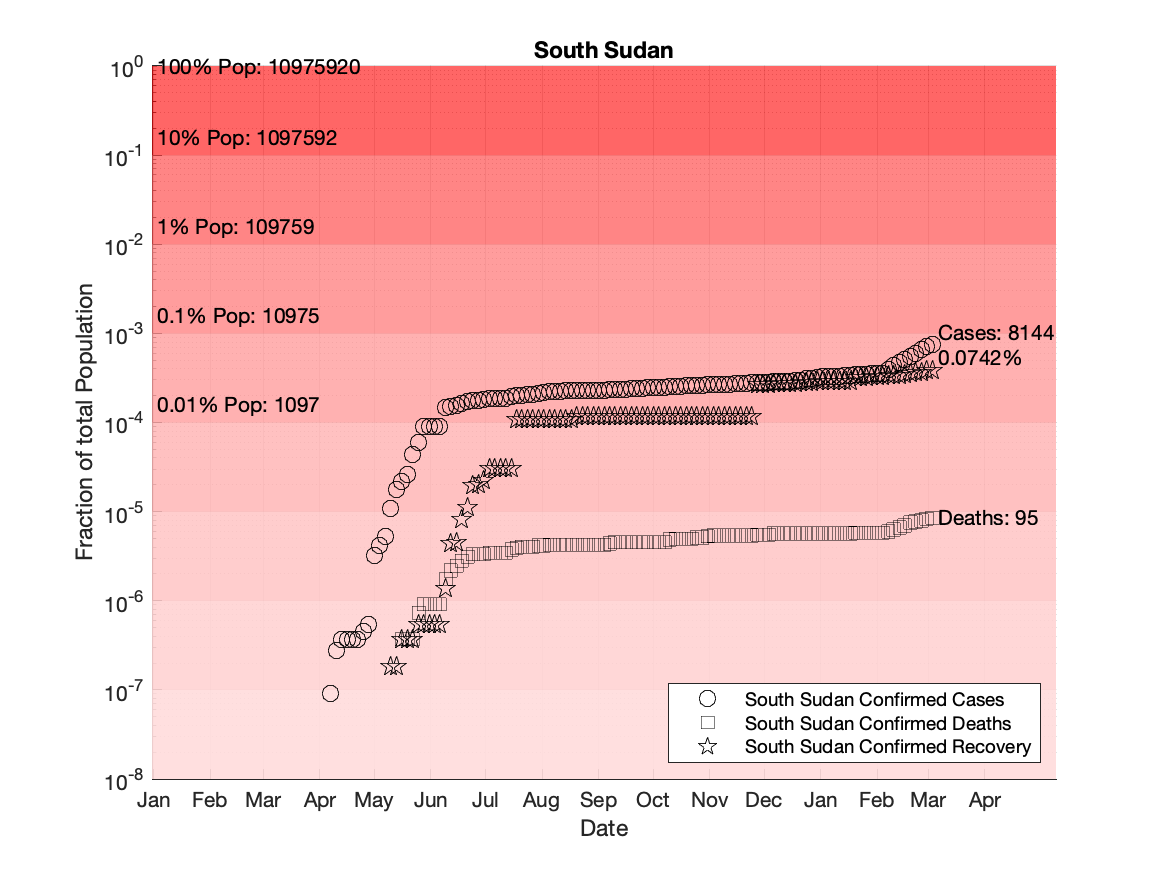 South Sudan
10^0
100% Pop: 10975920
10% Pop: 1097592
10^-1
1% Pop: 109759
10^-2
0.1% Pop: 10975
10^-3
Cases: 8144
0.0742%
0.01% Pop: 1097
10^-4
10^-5
Deaths: 95
10^-6
10^-7
10^-8
Fraction of total Population
South Sudan Confirmed Cases
South Sudan Confirmed Deaths
South Sudan Confirmed Recovery
Jan Feb Mar Apr May Jun Jul Aug Sep Oct Nov Dec Jan Feb Mar Apr
Date